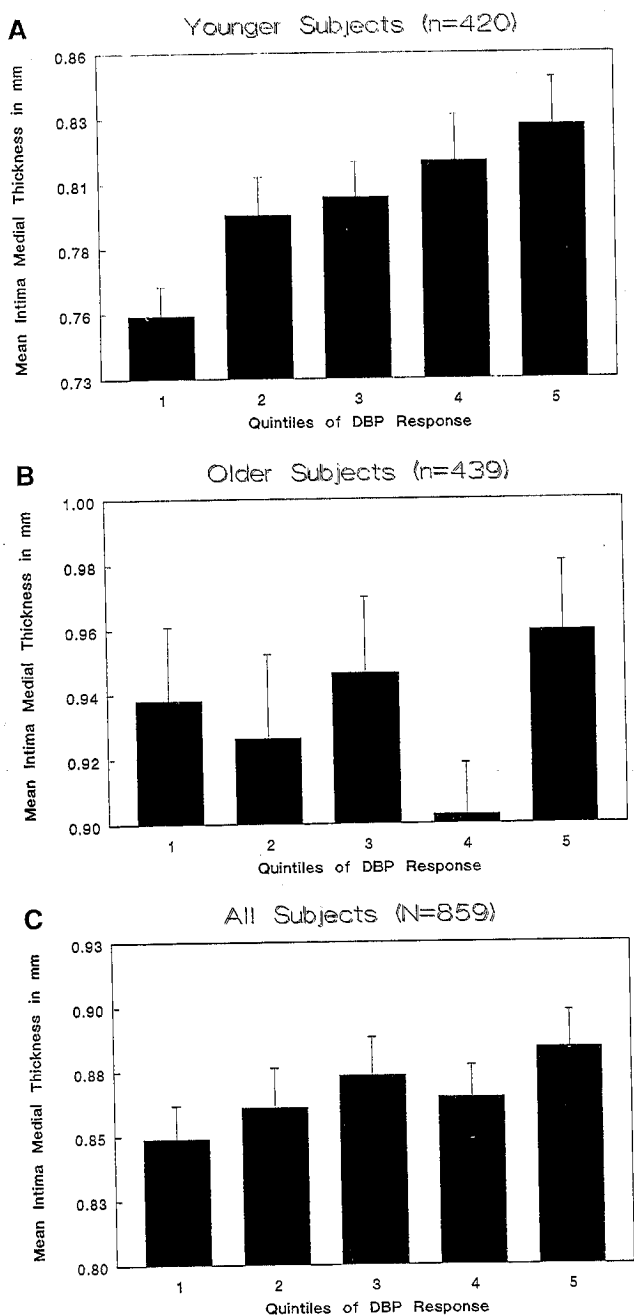 A
Younger Subjects (n=420)
Mean Intima Medial Thickness in mm
0.86
0.83
0.81
0.78
0.76
0.73
1 2 3 4 5
Quintiles of DBP Response
B
Older Subjects (n=439)
Mean Intima Medial Thickness in mm
1.00
0.98
0.96
0.94
0.92
0.90
1 2 3 4 5
Quintiles of DBP Response
C
All Subjects (N=859)
Mean Intima Medial Thickness in mm
0.93
0.90
0.88
0.85
0.83
0.80
1 2 3 4 5
Quintiles of DBP Response